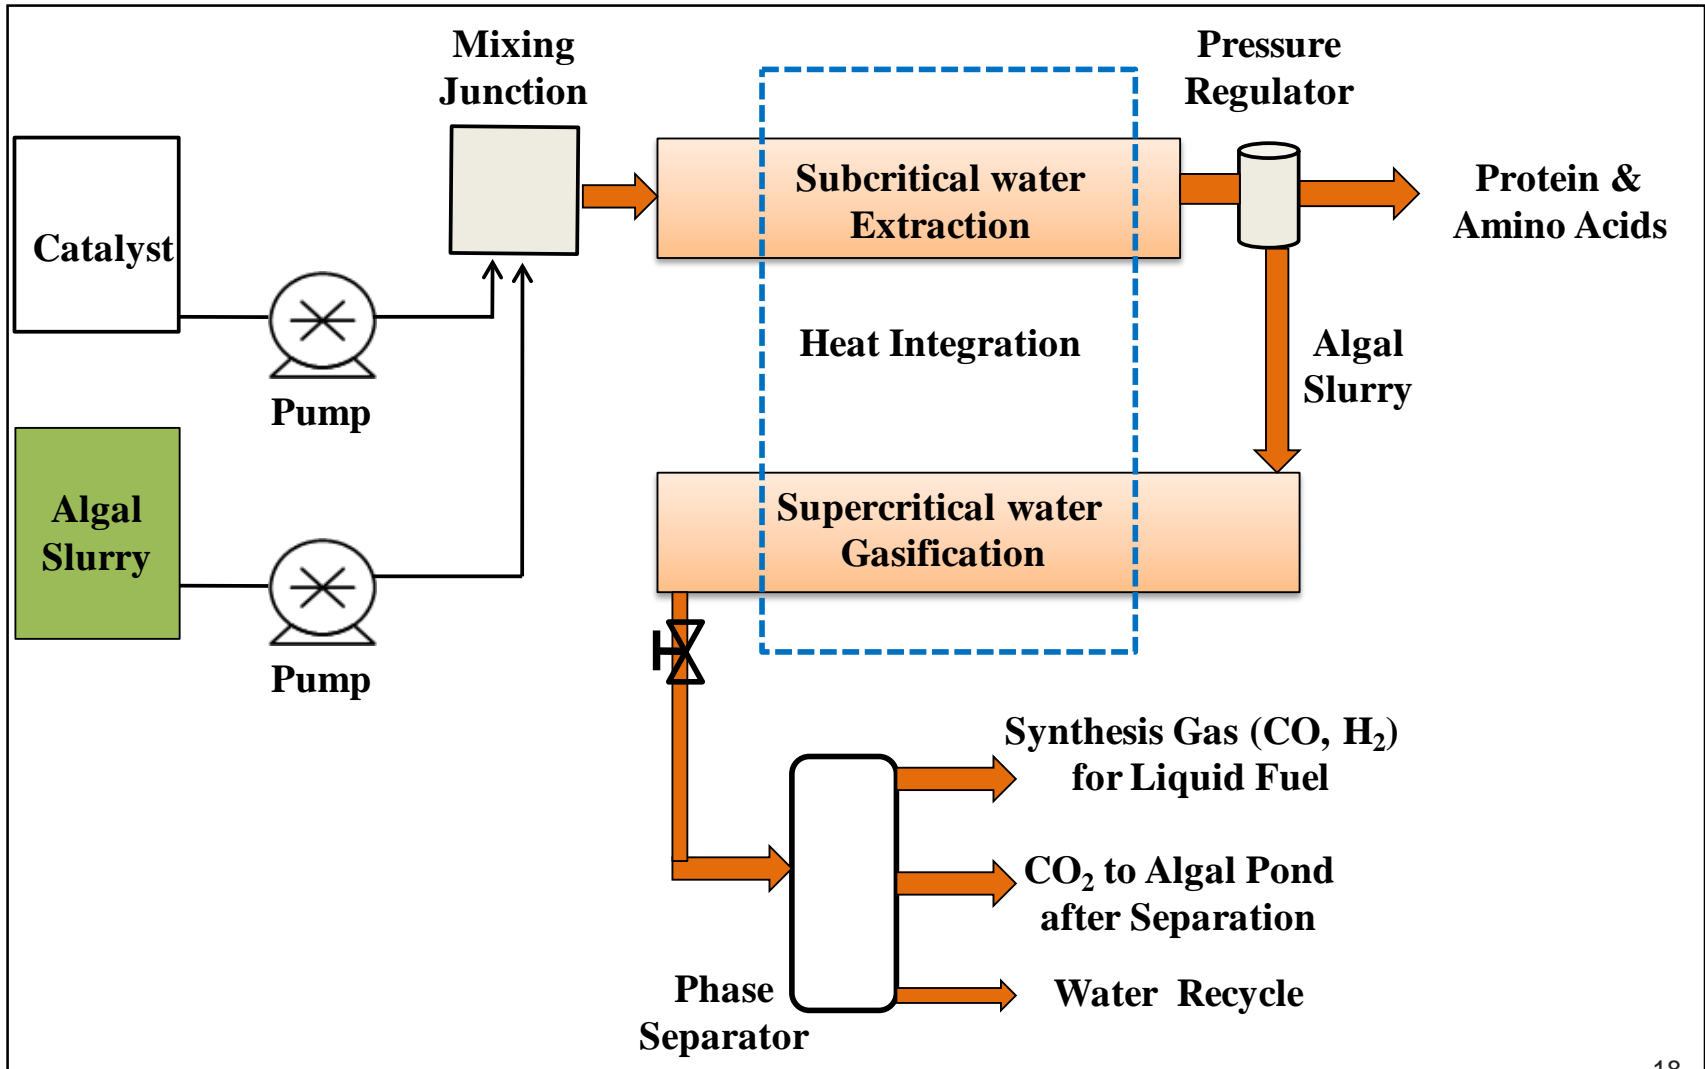 Mixing
Junction
Pressure
Regulator
Catalyst
Subcritical water
Extraction
Protein &
Amino Acids
Pump
Heat Integration
Algal
Slurry
Algal
Slurry
Supercritical water
Gasification
Pump
Synthesis Gas (CO, H₂)
for Liquid Fuel
CO₂ to Algal Pond
after Separation
Phase
Separator
Water Recycle
18